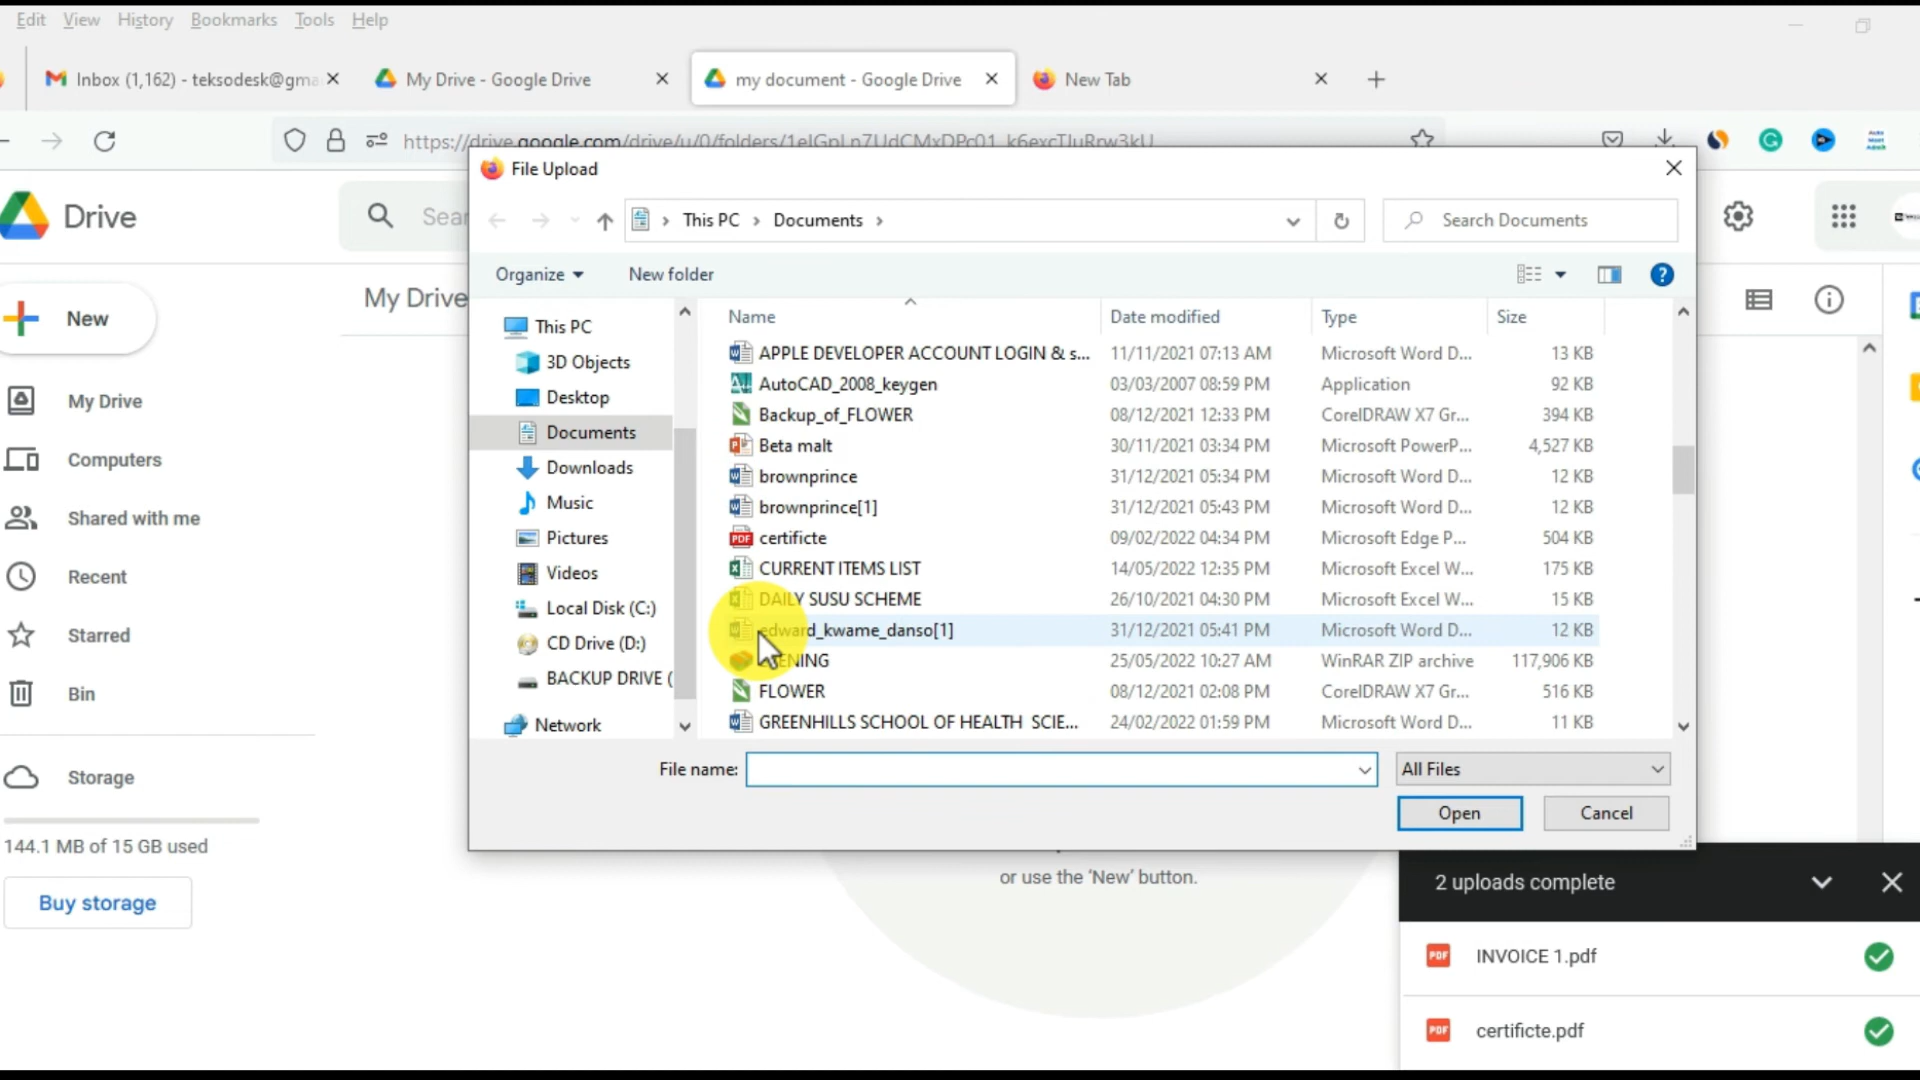 Edit View History Bookmarks Tools Help
Inbox (1,162) - teksodesk@gma
My Drive - Google Drive
my document - Google Drive
New Tab
File Upload
Drive
This PC > Documents >
Search Documents
Organize
New folder
New
My Drive
Name
Date modified
Type
Size
This PC
3D Objects
Desktop
Documents
Downloads
Music
Pictures
Videos
Local Disk (C:)
CD Drive (D:)
BACKUP DRIVE (
Network
APPLE DEVELOPER ACCOUNT LOGIN & s... 11/11/2021 07:13 AM Microsoft Word D... 13 KB
AutoCAD_2008_keygen 03/03/2007 08:59 PM Application 92 KB
Backup_of_FLOWER 08/12/2021 12:33 PM CorelDRAW X7 Gr... 394 KB
Beta malt 30/11/2021 03:34 PM Microsoft PowerP... 4,527 KB
brownprince 31/12/2021 05:34 PM Microsoft Word D... 12 KB
brownprince[1] 31/12/2021 05:43 PM Microsoft Word D... 12 KB
certificte 09/02/2022 04:34 PM Microsoft Edge P... 504 KB
CURRENT ITEMS LIST 14/05/2022 12:35 PM Microsoft Excel W... 175 KB
DAILY SUSU SCHEME 26/10/2021 04:30 PM Microsoft Excel W... 15 KB
edward_kwame_danso[1] 31/12/2021 05:41 PM Microsoft Word D... 12 KB
25/05/2022 10:27 AM WinRAR ZIP archive 117,906 KB
FLOWER 08/12/2021 02:08 PM CorelDRAW X7 Gr... 516 KB
GREENHILLS SCHOOL OF HEALTH SCIE... 24/02/2022 01:59 PM Microsoft Word D... 11 KB
File name:
All Files
Open
Cancel
My Drive
Computers
Shared with me
Recent
Starred
Bin
Storage
144.1 MB of 15 GB used
Buy storage
or use the 'New' button.
2 uploads complete
PDF INVOICE 1.pdf
PDF certificte.pdf